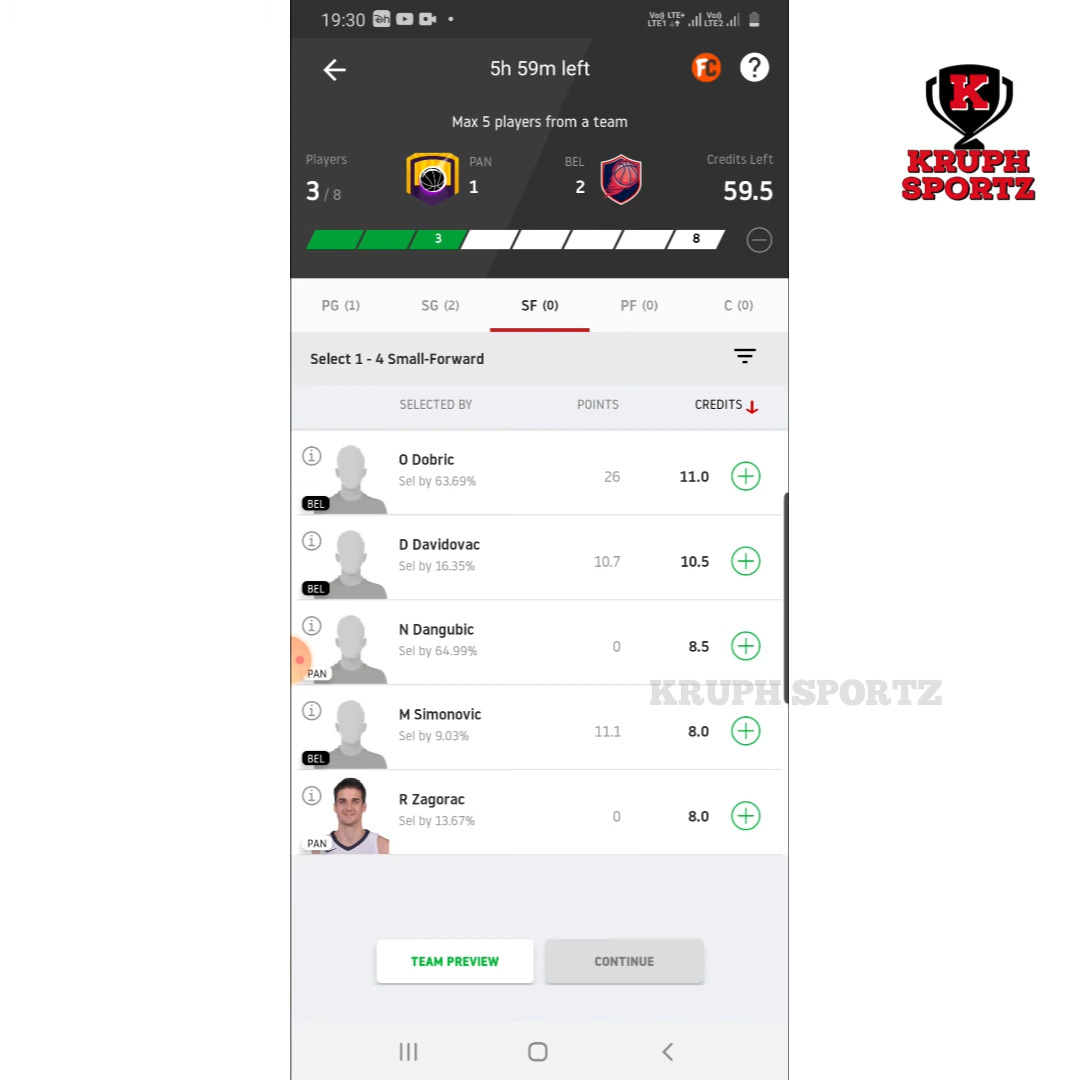 19:30
Vo) LTE+ Vo)
LTE1 ↓↑ LTE2
5h 59m left
FC
?
Max 5 players from a team
Players
PAN
BEL
Credits Left
3 / 8
1
2
59.5
3
8
PG (1)
SG (2)
SF (0)
PF (0)
C (0)
Select 1 - 4 Small-Forward
SELECTED BY
POINTS
CREDITS
O Dobric
Sel by 63.69%
26
11.0
BEL
D Davidovac
Sel by 16.35%
10.7
10.5
BEL
N Dangubic
Sel by 64.99%
0
8.5
PAN
KRUPH SPORTZ
M Simonovic
Sel by 9.03%
11.1
8.0
BEL
R Zagorac
Sel by 13.67%
0
8.0
PAN
TEAM PREVIEW
CONTINUE
K
KRUPH
SPORTZ